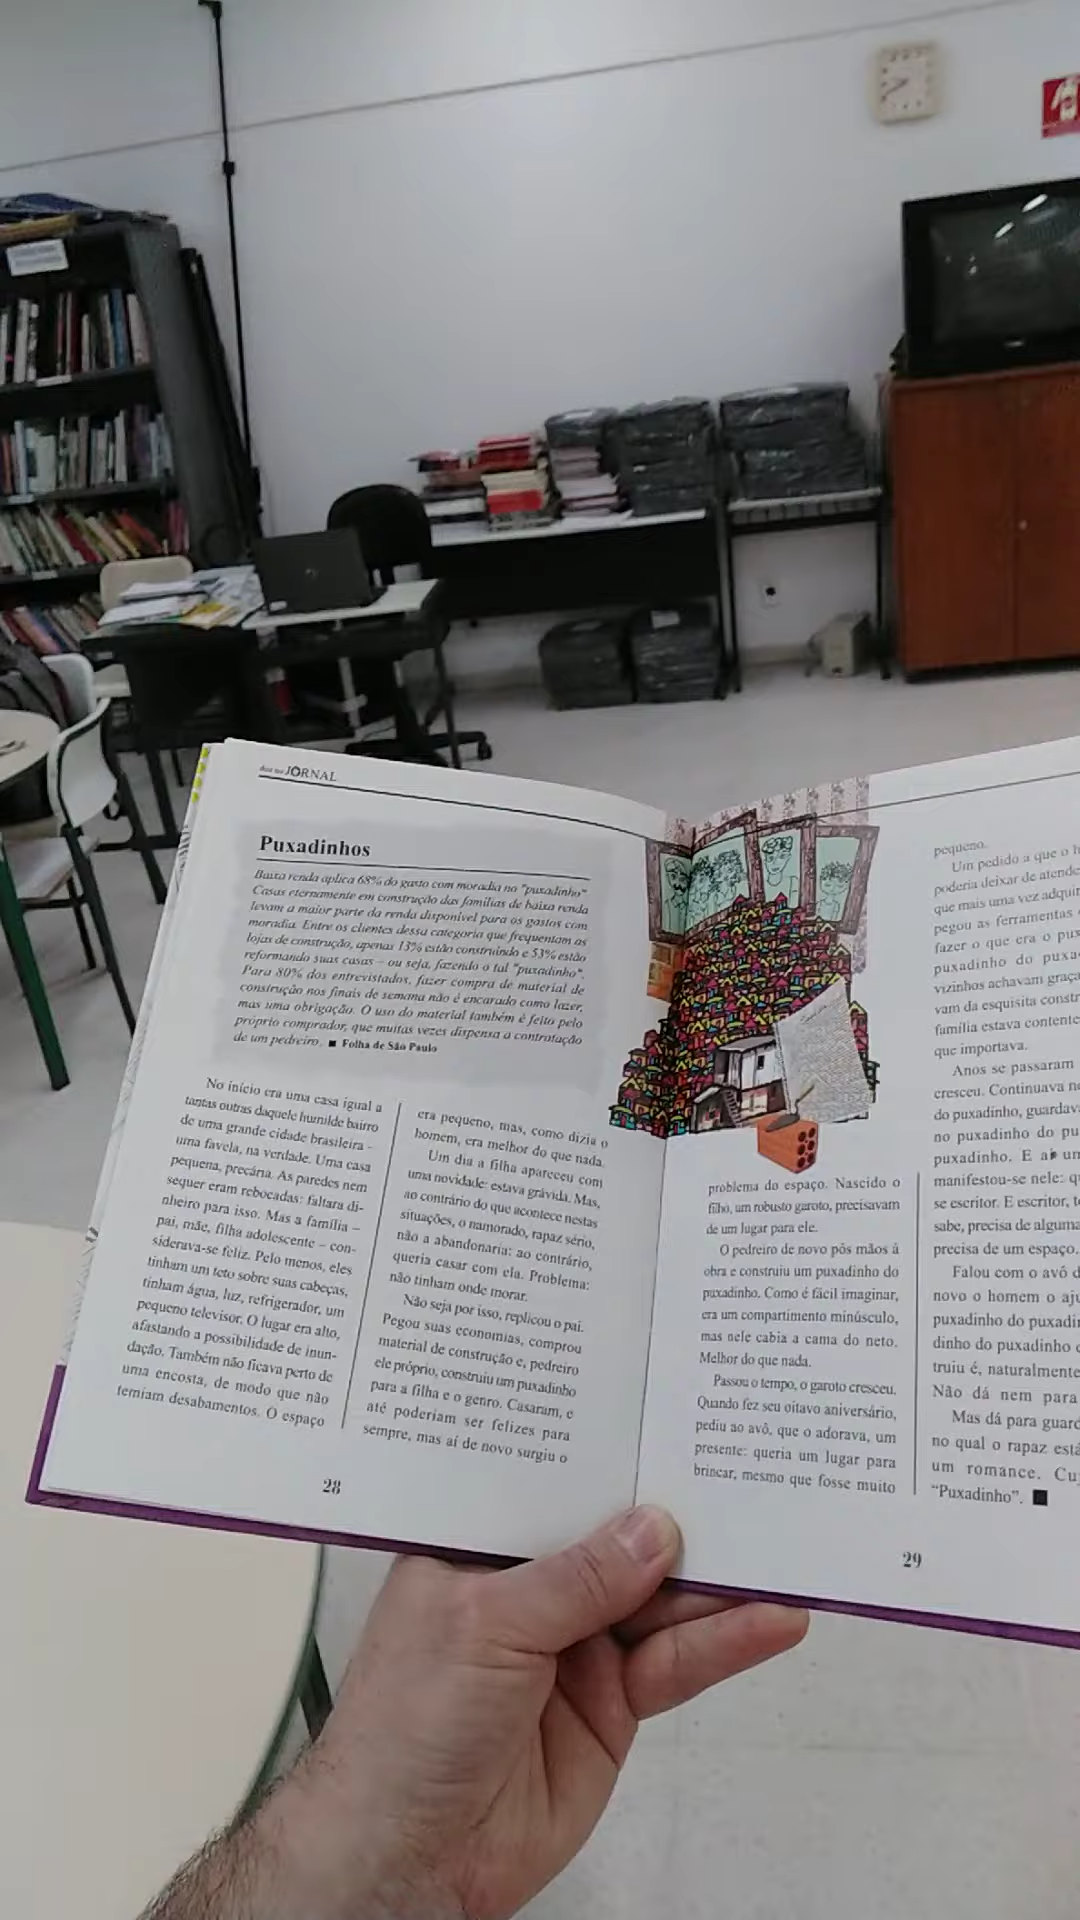 JORNAL
Puxadinhos
Baixa renda aplica 68% do gasto com moradia no "puxadinho"
Casas eternamente em construção das famílias de baixa renda
levam a maior parte da renda disponível para os gastos com
moradia. Entre os clientes dessa categoria que frequentam as
lojas de construção, apenas 13% estão construindo e 53% estão
reformando suas casas – ou seja, fazendo o tal "puxadinho".
Para 80% dos entrevistados, fazer compra de material de
construção nos finais de semana não é encarado como lazer,
mas uma obrigação. O uso do material também é feito pelo
próprio comprador, que muitas vezes dispensa a contratação
de um pedreiro. ■ Folha de São Paulo
No início era uma casa igual a
tantas outras daquele humilde bairro
de uma grande cidade brasileira –
uma favela, na verdade. Uma casa
pequena, precária. As paredes nem
sequer eram rebocadas: faltara di-
nheiro para isso. Mas a família –
pai, mãe, filha adolescente – con-
siderava-se feliz. Pelo menos, eles
tinham um teto sobre suas cabeças,
tinham água, luz, refrigerador, um
pequeno televisor. O lugar era alto,
afastando a possibilidade de inun-
dação. Também não ficava perto de
uma encosta, de modo que não
temiam desabamentos. O espaço
era pequeno, mas, como dizia o
homem, era melhor do que nada.
Um dia a filha apareceu com
uma novidade: estava grávida. Mas,
ao contrário do que acontece nestas
situações, o namorado, rapaz sério,
não a abandonaria: ao contrário,
queria casar com ela. Problema:
não tinham onde morar.
Não seja por isso, replicou o pai.
Pegou suas economias, comprou
material de construção e, pedreiro
ele próprio, construiu um puxadinho
para a filha e o genro. Casaram, e
até poderiam ser felizes para
sempre, mas aí de novo surgiu o
28
problema do espaço. Nascido o
filho, um robusto garoto, precisavam
de um lugar para ele.
O pedreiro de novo pôs mãos à
obra e construiu um puxadinho do
puxadinho. Como é fácil imaginar,
era um compartimento minúsculo,
mas nele cabia a cama do neto.
Melhor do que nada.
Passou o tempo, o garoto cresceu.
Quando fez seu oitavo aniversário,
pediu ao avô, que o adorava, um
presente: queria um lugar para
brincar, mesmo que fosse muito
pequeno.
Um pedido a que o
poderia deixar de
que mais uma vez
pegou as ferramentas
fazer o que era o
puxadinho do
vizinhos achavam
vam da esquisita
família estava contente
que importava.
Anos se passaram
cresceu. Continuava
do puxadinho,
no puxadinho do
puxadinho. E
manifestou-se nele:
se escritor. E escritor,
sabe, precisa de
precisa de um espaço.
Falou com o avô
novo o homem o
puxadinho do
dinho do puxadinho
truiu é,
Não dá nem para
Mas dá para
no qual o rapaz
um romance.
"Puxadinho". ■
29